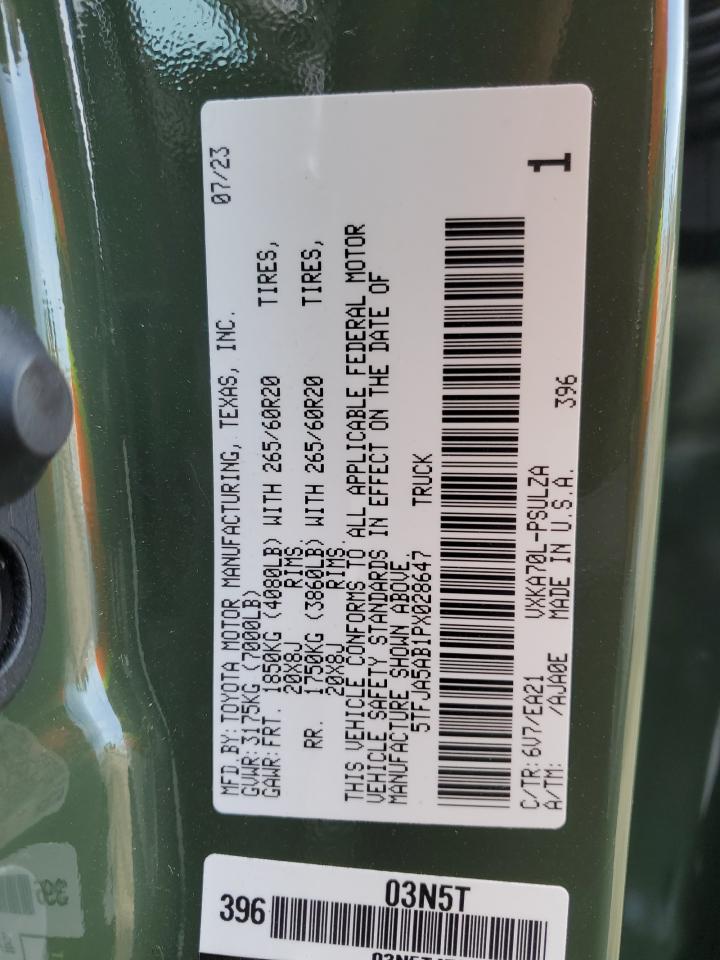 MFD.BY: TOYOTA MOTOR MANUFACTURING, TEXAS, INC. 07/23
GVWR: 3175KG (7000LB)
GAWR: FRT. 1850KG (4080LB) WITH 265/60R20 TIRES,
20X8J RIMS,
RR. 1750KG (3860LB) WITH 265/60R20 TIRES,
20X8J RIMS.
THIS VEHICLE CONFORMS TO ALL APPLICABLE FEDERAL MOTOR
VEHICLE SAFETY STANDARDS IN EFFECT ON THE DATE OF
MANUFACTURE SHOWN ABOVE.
5TFJA5AB1PX028647 TRUCK
1
C/TR: 6V7/EA21 VXKA70L-PSULZA
A/TM: /AJA0E MADE IN U.S.A. 396
03N5T
396